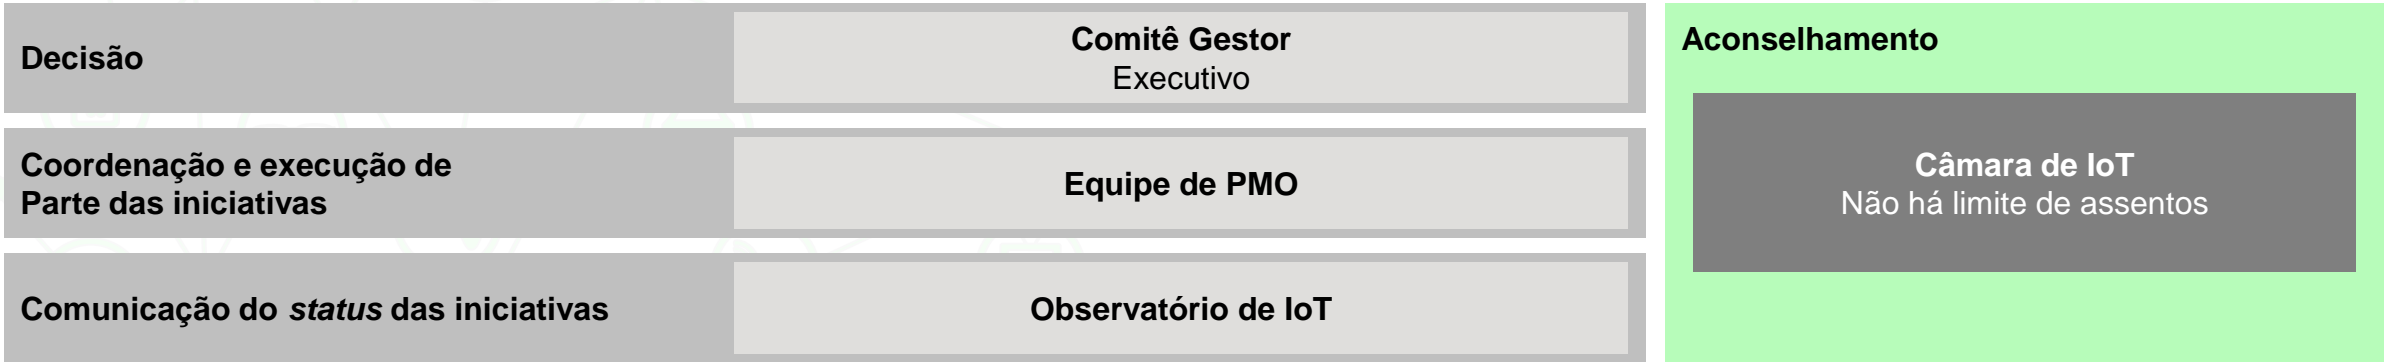 Decisão
Comitê Gestor
Executivo
Coordenação e execução de
Parte das iniciativas
Equipe de PMO
Comunicação do status das iniciativas
Observatório de IoT
Aconselhamento
Câmara de IoT
Não há limite de assentos